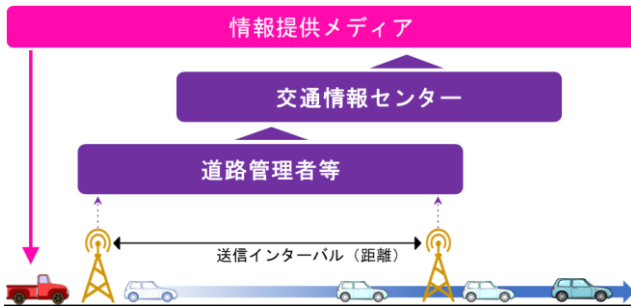 情報提供メディア
交通情報センター
道路管理者等
送信インターバル（距離）